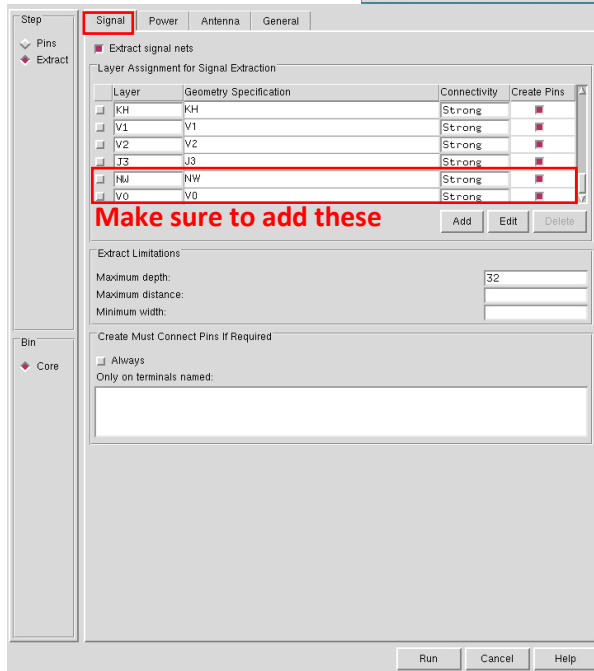 Step
Pins
Extract
Signal Power Antenna General
Extract signal nets
Layer Assignment for Signal Extraction
Layer Geometry Specification Connectivity Create Pins
KH KH Strong
V1 V1 Strong
V2 V2 Strong
J3 J3 Strong
NW NW Strong
V0 V0 Strong
Make sure to add these
Add Edit Delete
Extract Limitations
Maximum depth: 32
Maximum distance:
Minimum width:
Create Must Connect Pins If Required
Bin
Core
Always
Only on terminals named:
Run Cancel Help